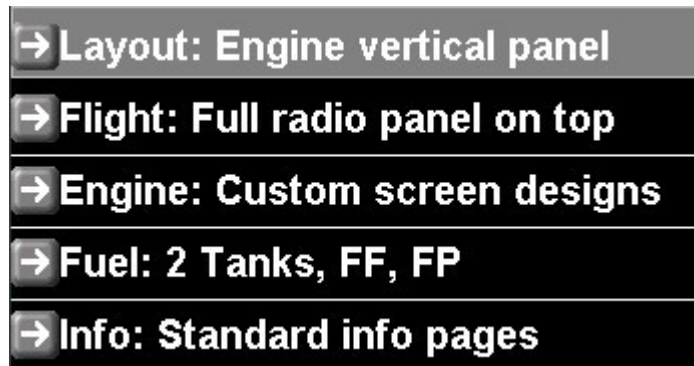 Layout: Engine vertical panel
Flight: Full radio panel on top
Engine: Custom screen designs
Fuel: 2 Tanks, FF, FP
Info: Standard info pages